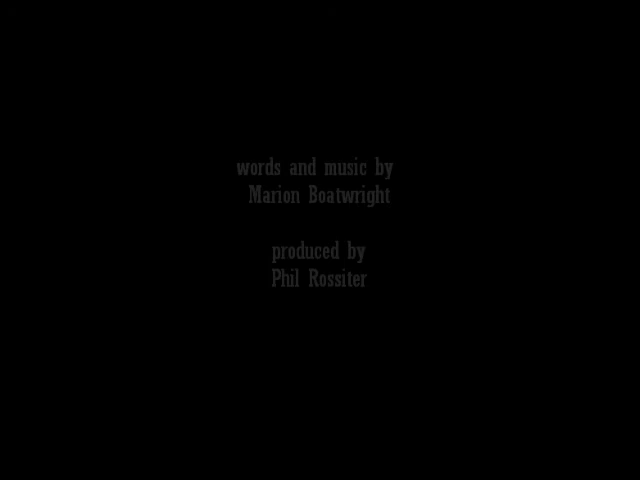 words and music by
Marion Boatwright
produced by
Phil Rossiter